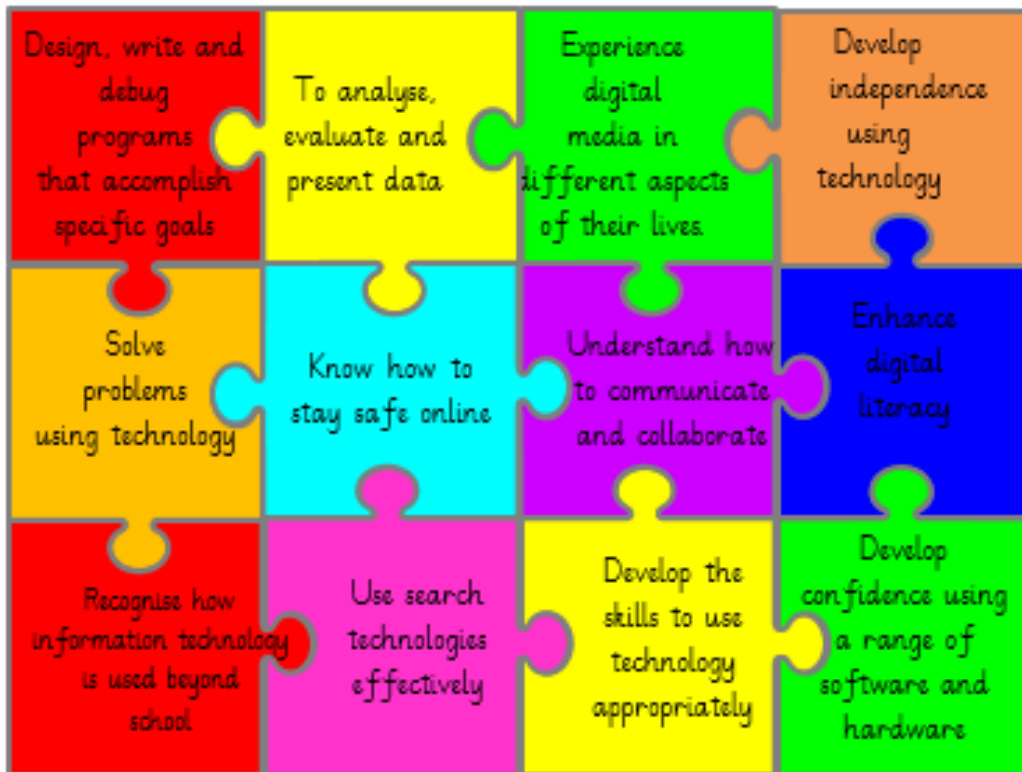 Design, write and
debug
programs
that accomplish
specific goals
To analyse,
evaluate and
present data
Experience
digital
media in
different aspects
of their lives.
Develop
independence
using
technology
Solve
problems
using technology
Know how to
stay safe online
Understand how
to communicate
and collaborate
Enhance
digital
literacy
Recognise how
information technology
is used beyond
school
Use search
technologies
effectively
Develop the
skills to use
technology
appropriately
Develop
confidence using
a range of
software and
hardware